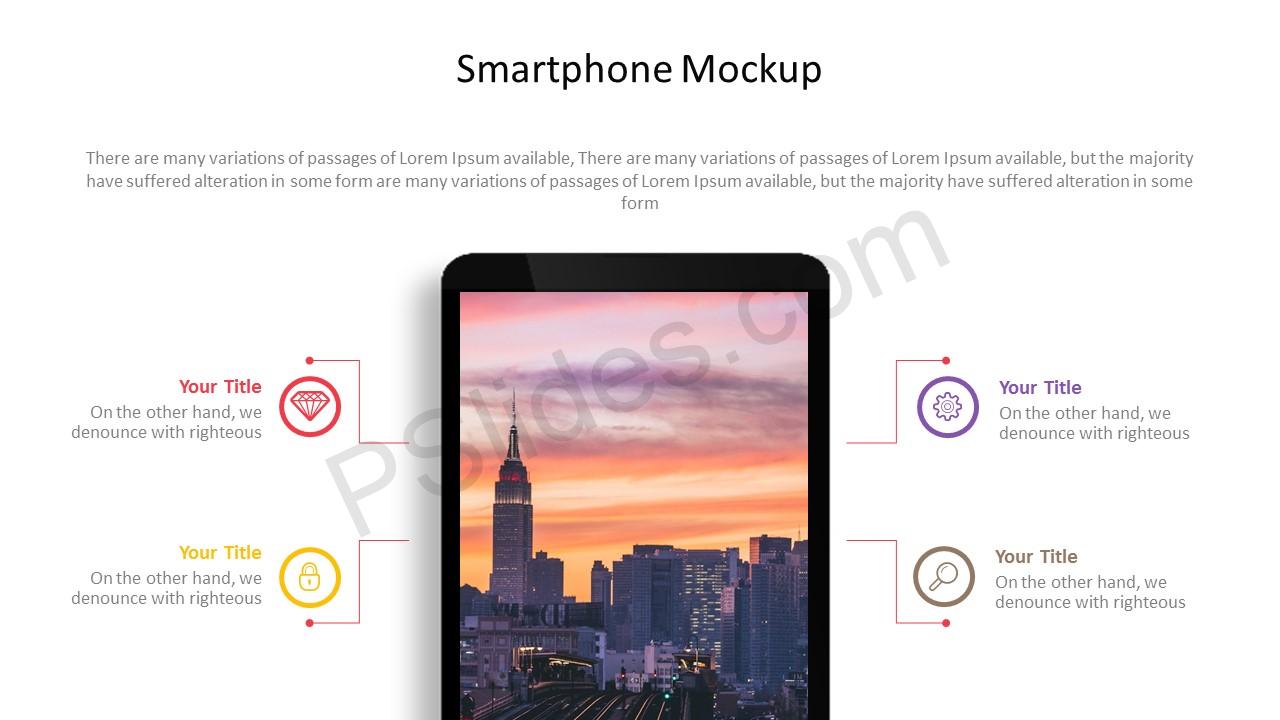 Smartphone Mockup
There are many variations of passages of Lorem Ipsum available, There are many variations of passages of Lorem Ipsum available, but the majority
have suffered alteration in some form are many variations of passages of Lorem Ipsum available, but the majority have suffered alteration in some
form
PSlides.com
Your Title
On the other hand, we
denounce with righteous
Your Title
On the other hand, we
denounce with righteous
Your Title
On the other hand, we
denounce with righteous
Your Title
On the other hand, we
denounce with righteous